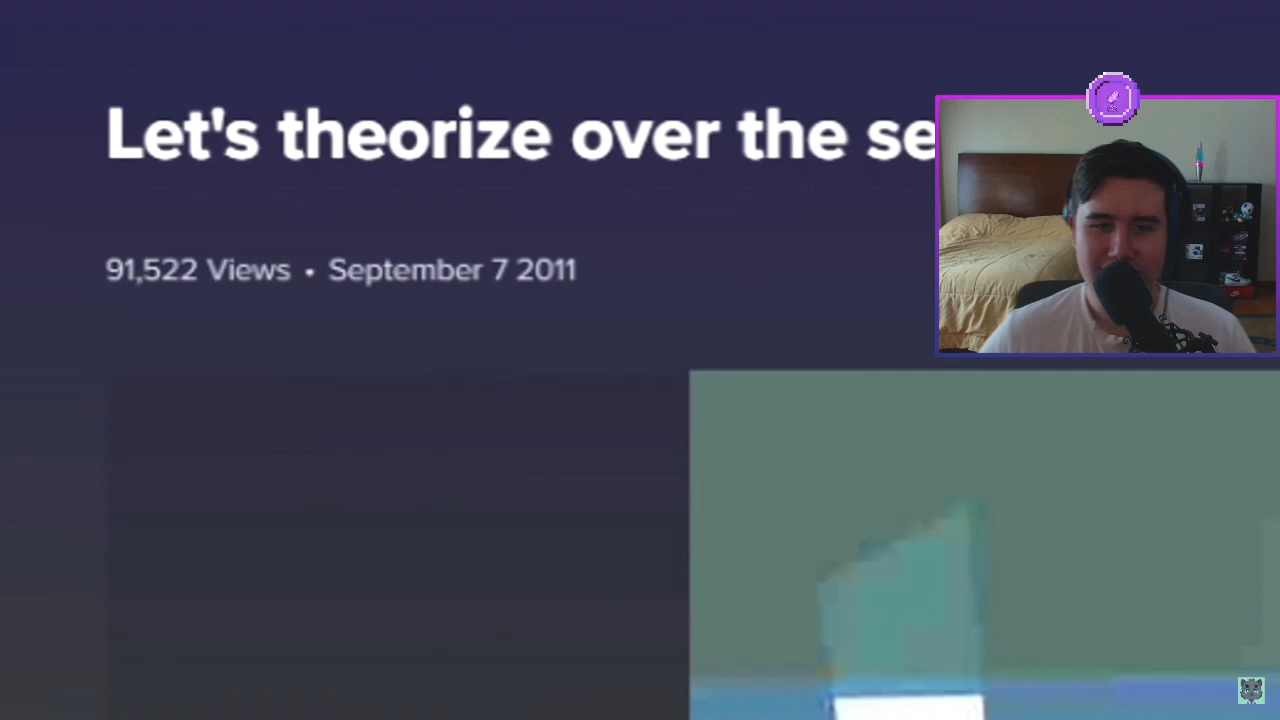 Let's theorize over the se
91,522 Views • September 7 2011